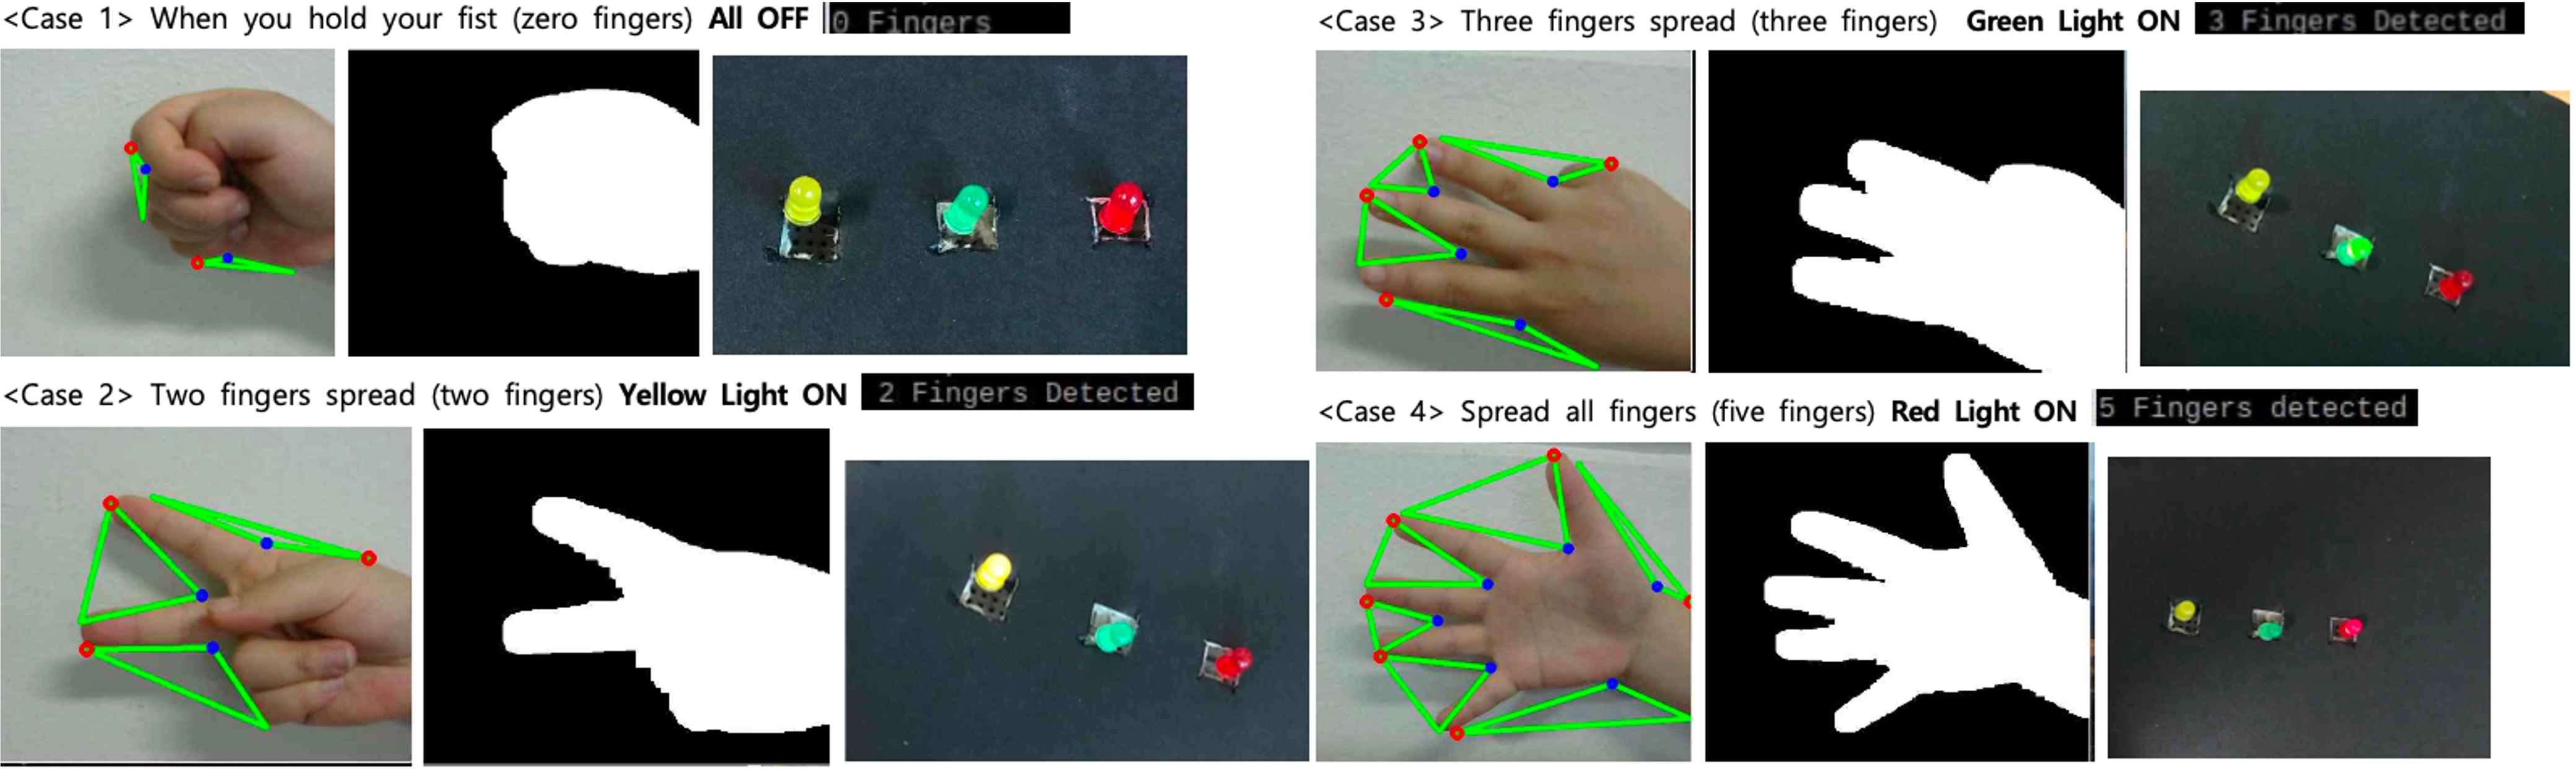 <Case 1> When you hold your fist (zero fingers) All OFF 0 Fingers
<Case 2> Two fingers spread (two fingers) Yellow Light ON 2 Fingers Detected
<Case 3> Three fingers spread (three fingers) Green Light ON 3 Fingers Detected
<Case 4> Spread all fingers (five fingers) Red Light ON 5 Fingers detected